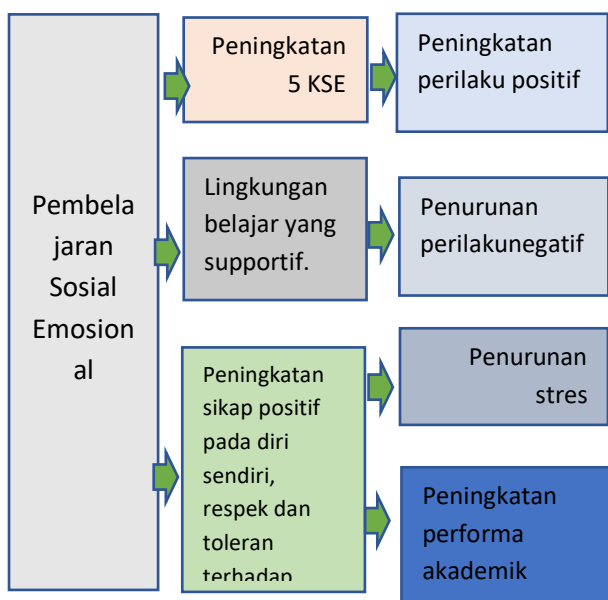 Pembela
jaran
Sosial
Emosion
al
Peningkatan
5 KSE
Peningkatan
perilaku positif
Lingkungan
belajar yang
supportif.
Penurunan
perilakunegatif
Peningkatan
sikap positif
pada diri
sendiri,
respek dan
toleran
terhadap
Penurunan
stres
Peningkatan
performa
akademik